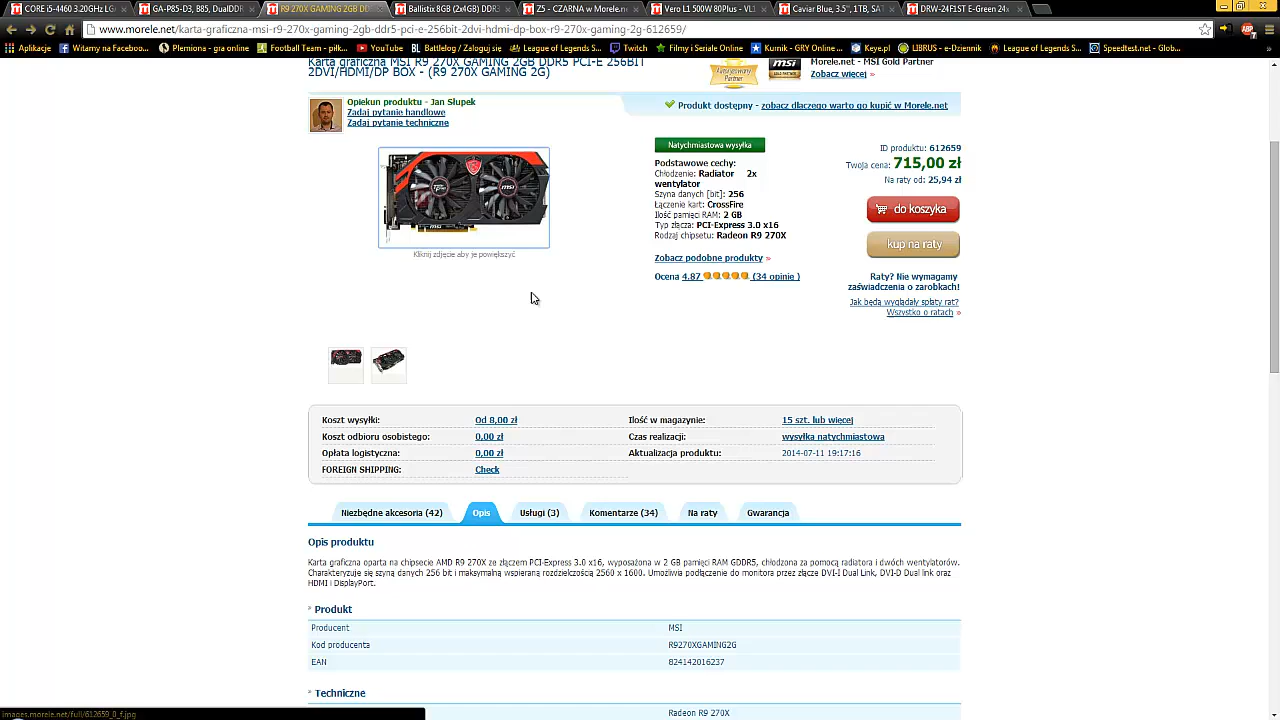 CORE i5-4460 3.20GHz LG
GA-P85-D3, B85, DualDDR
R9 270X GAMING 2GB DD
Ballistix 8GB (2x4GB) DDR3
Z5 - CZARNA w Morele.ne
Vero L1 500W 80Plus - VL1
Caviar Blue, 3.5", 1TB, SAT
DRW-24F1ST E-Green 24x
www.morele.net/karta-graficzna-msi-r9-270x-gaming-2gb-ddr5-pci-e-256bit-2dvi-hdmi-dp-box-r9-270x-gaming-2g-612659/
ABP
Aplikacje
Witamy na Faceboo...
Plemiona - gra online
Football Team - piłk...
YouTube
Battlelog / Zaloguj się
League of Legend S...
Twitch
Filmy i Seriale Online
Kurnik - GRY Online ...
Keye.pl
LIBRUS - e-Dziennik
League of Legends S...
Speedtest.net - Glob...
Karta graficzna MSI R9 270X GAMING 2GB DDR5 PCI-E 256BIT
2DVI/HDMI/DP BOX - (R9 270X GAMING 2G)
msi
Morele.net - MSI Gold Partner
Zobacz więcej »
Opiekun produktu - Jan Słupek
Zadaj pytanie handlowe
Zadaj pytanie techniczne
Produkt dostępny - zobacz dlaczego warto go kupić w Morele.net
Natychmiastowa wysyłka
Podstawowe cechy:
Chłodzenie: Radiator 2x
wentylator
Szyna danych [bit]: 256
Łączenie kart: CrossFire
Ilość pamięci RAM: 2 GB
Typ złącza: PCI-Express 3.0 x16
Rodzaj chipsetu: Radeon R9 270X
Zobacz podobne produkty »
Ocena 4.87 (34 opinie )
ID produktu: 612659
Twoja cena: 715,00 zł
Na raty od: 25,94 zł
do koszyka
kup na raty
Raty? Nie wymagamy
zaświadczenia o zarobkach!
Jak będą wyglądały spłaty rat?
Wszystko o ratach »
Kliknij zdjęcie aby je powiększyć
Koszt wysyłki: Od 8,00 zł
Ilość w magazynie: 15 szt. lub więcej
Koszt odbioru osobistego: 0,00 zł
Czas realizacji: wysyłka natychmiastowa
Opłata logistyczna: 0,00 zł
Aktualizacja produktu: 2014-07-11 19:17:16
FOREIGN SHIPPING: Check
Niezbędne akcesoria (42)
Opis
Usługi (3)
Komentarze (34)
Na raty
Gwarancja
Opis produktu
Karta graficzna oparta na chipsecie AMD R9 270X ze złączem PCI-Express 3.0 x16, wyposażona w 2 GB pamięci RAM GDDR5, chłodzona za pomocą radiatora i dwóch wentylatorów.
Charakteryzuje się szyną danych 256 bit i maksymalną wspieraną rozdzielczością 2560 x 1600. Umożliwia podłączenie do monitora przez złącze DVI-I Dual Link, DVI-D Dual link oraz
HDMI i DisplayPort.
» Produkt
Producent MSI
Kod producenta R9270XGAMING2G
EAN 824142016237
» Techniczne
Radeon R9 270X
images.morele.net/full/612659_0_f.jpg